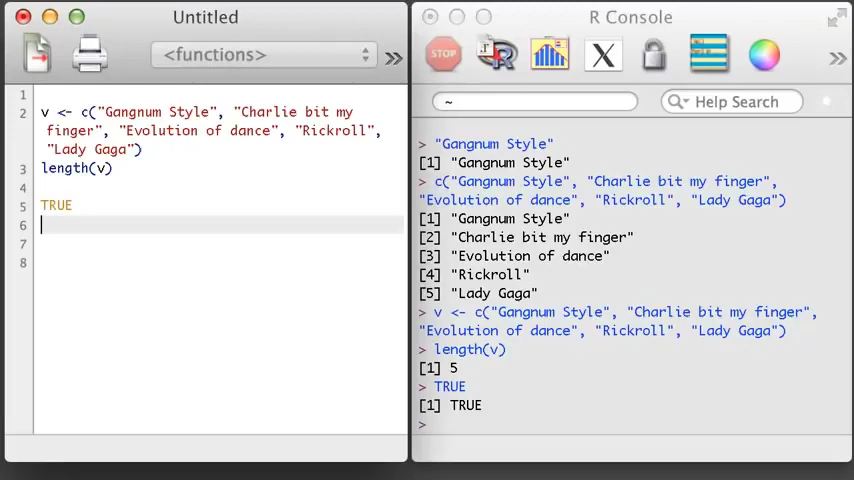 Untitled
<functions>
»
1
2 v <- c("Gangnum Style", "Charlie bit my
finger", "Evolution of dance", "Rickroll",
"Lady Gaga")
3 length(v)
4
5 TRUE
6
7
8
R Console
STOP
R
X
»
~
Help Search
> "Gangnum Style"
[1] "Gangnum Style"
> c("Gangnum Style", "Charlie bit my finger",
"Evolution of dance", "Rickroll", "Lady Gaga")
[1] "Gangnum Style"
[2] "Charlie bit my finger"
[3] "Evolution of dance"
[4] "Rickroll"
[5] "Lady Gaga"
> v <- c("Gangnum Style", "Charlie bit my finger",
"Evolution of dance", "Rickroll", "Lady Gaga")
> length(v)
[1] 5
> TRUE
[1] TRUE
>